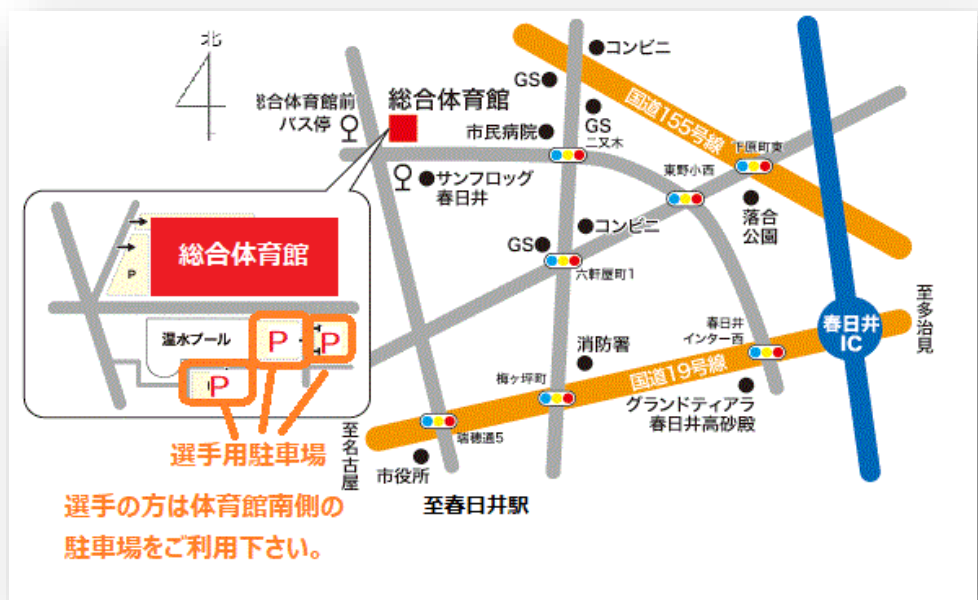 北
総合体育館前
バス停
総合体育館
コンビニ
GS
国道155号線
市民病院
GS
二又木
下原町東
東野小西
サンフロッグ
春日井
落合
公園
コンビニ
GS
六軒屋町1
総合体育館
P
温水プール
P
P
P
春日井
インター西
春日井
IC
至多治見
消防署
国道19号線
梅ヶ坪町
グランドティアラ
春日井高砂殿
瑞穂通5
至名古屋
市役所
至春日井駅
選手用駐車場
選手の方は体育館南側の
駐車場をご利用下さい。